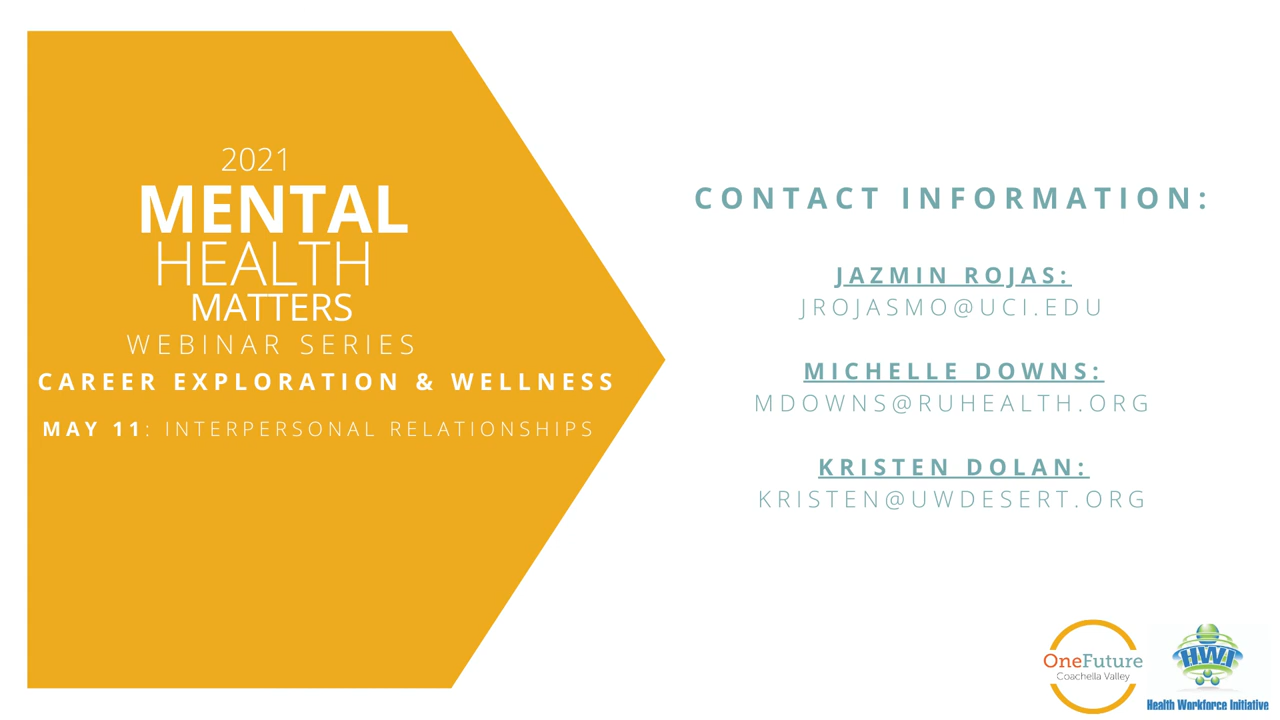 2021
MENTAL
HEALTH
MATTERS
WEBINAR SERIES
CAREER EXPLORATION & WELLNESS
MAY 11: INTERPERSONAL RELATIONSHIPS
CONTACT INFORMATION:
JAZMIN ROJAS:
JROJASMO@UCI.EDU
MICHELLE DOWNS:
MDOWNS@RUHEALTH.ORG
KRISTEN DOLAN:
KRISTEN@UWDESERT.ORG
OneFuture
Coachella Valley
HWI
Health Workforce Initiative